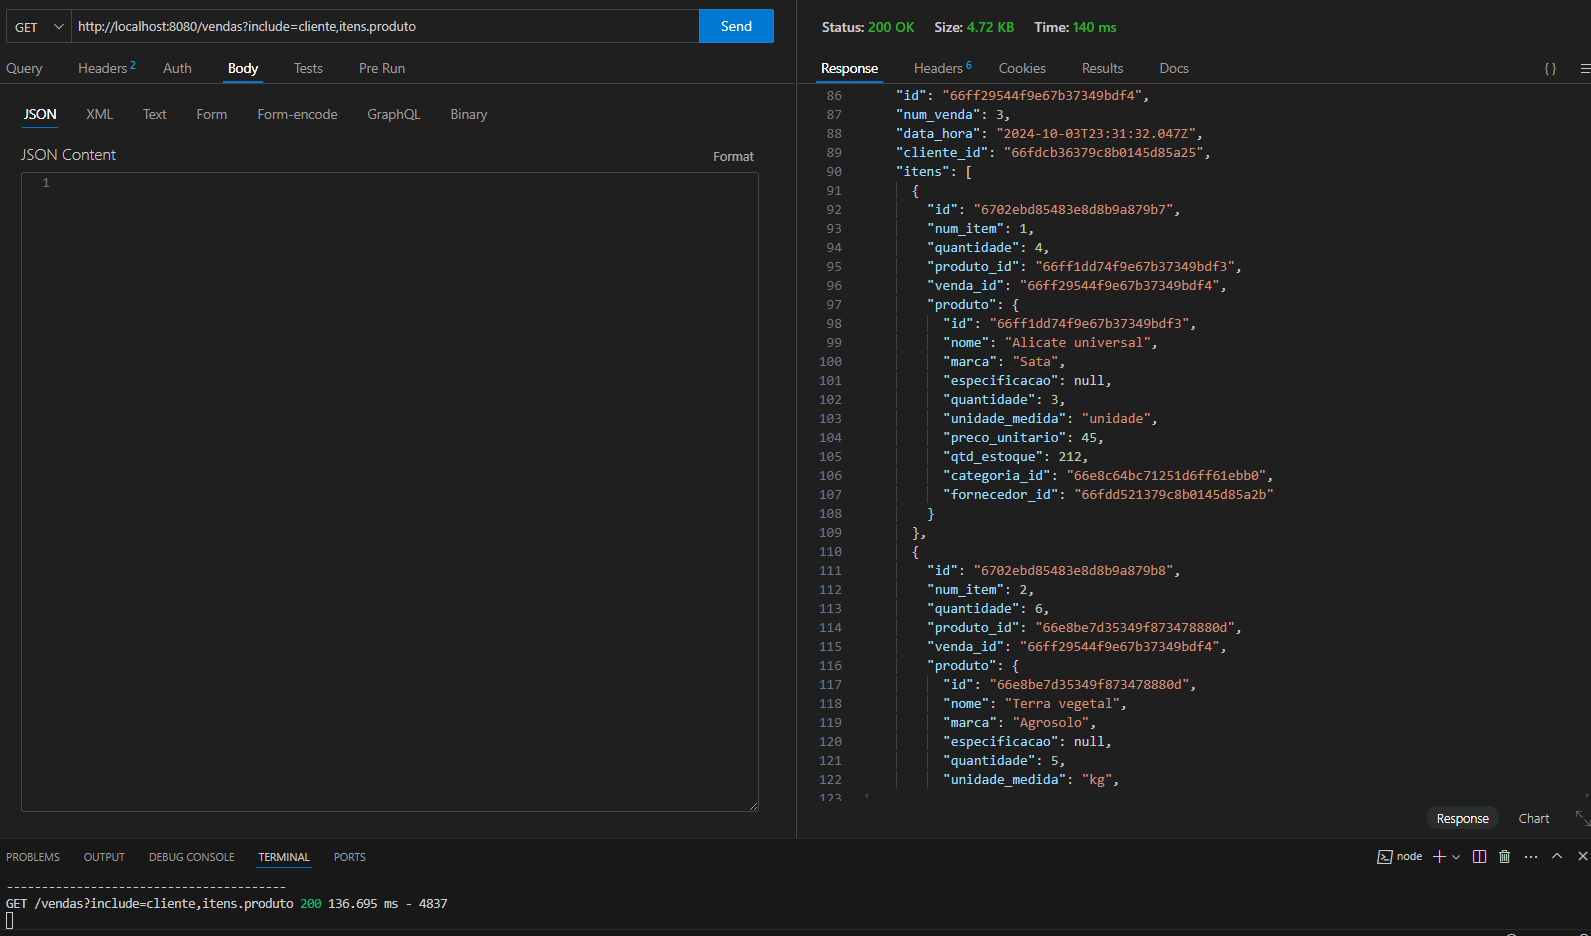 GET http://localhost:8080/vendas?include=cliente,itens.produto Send
Query Headers 2 Auth Body Tests Pre Run
JSON XML Text Form Form-encode GraphQL Binary
JSON Content Format
1
Status: 200 OK Size: 4.72 KB Time: 140 ms
Response Headers 6 Cookies Results Docs { }
86 "id": "66ff29544f9e67b37349bdf4",
87 "num_venda": 3,
88 "data_hora": "2024-10-03T23:31:32.047Z",
89 "cliente_id": "66fdcb36379c8b0145d85a25",
90 "itens": [
91 {
92 "id": "6702ebd85483e8d8b9a879b7",
93 "num_item": 1,
94 "quantidade": 4,
95 "produto_id": "66ff1dd74f9e67b37349bdf3",
96 "venda_id": "66ff29544f9e67b37349bdf4",
97 "produto": {
98 "id": "66ff1dd74f9e67b37349bdf3",
99 "nome": "Alicate universal",
100 "marca": "Sata",
101 "especificacao": null,
102 "quantidade": 3,
103 "unidade_medida": "unidade",
104 "preco_unitario": 45,
105 "qtd_estoque": 212,
106 "categoria_id": "66e8c64bc71251d6ff61ebb0",
107 "fornecedor_id": "66fdd521379c8b0145d85a2b"
108 }
109 },
110 {
111 "id": "6702ebd85483e8d8b9a879b8",
112 "num_item": 2,
113 "quantidade": 6,
114 "produto_id": "66e8be7d35349f873478880d",
115 "venda_id": "66ff29544f9e67b37349bdf4",
116 "produto": {
117 "id": "66e8be7d35349f873478880d",
118 "nome": "Terra vegetal",
119 "marca": "Agrosolo",
120 "especificacao": null,
121 "quantidade": 5,
122 "unidade_medida": "kg",
123
Response Chart
PROBLEMS OUTPUT DEBUG CONSOLE TERMINAL PORTS node
----------------------------------------
GET /vendas?include=cliente,itens.produto 200 136.695 ms - 4837